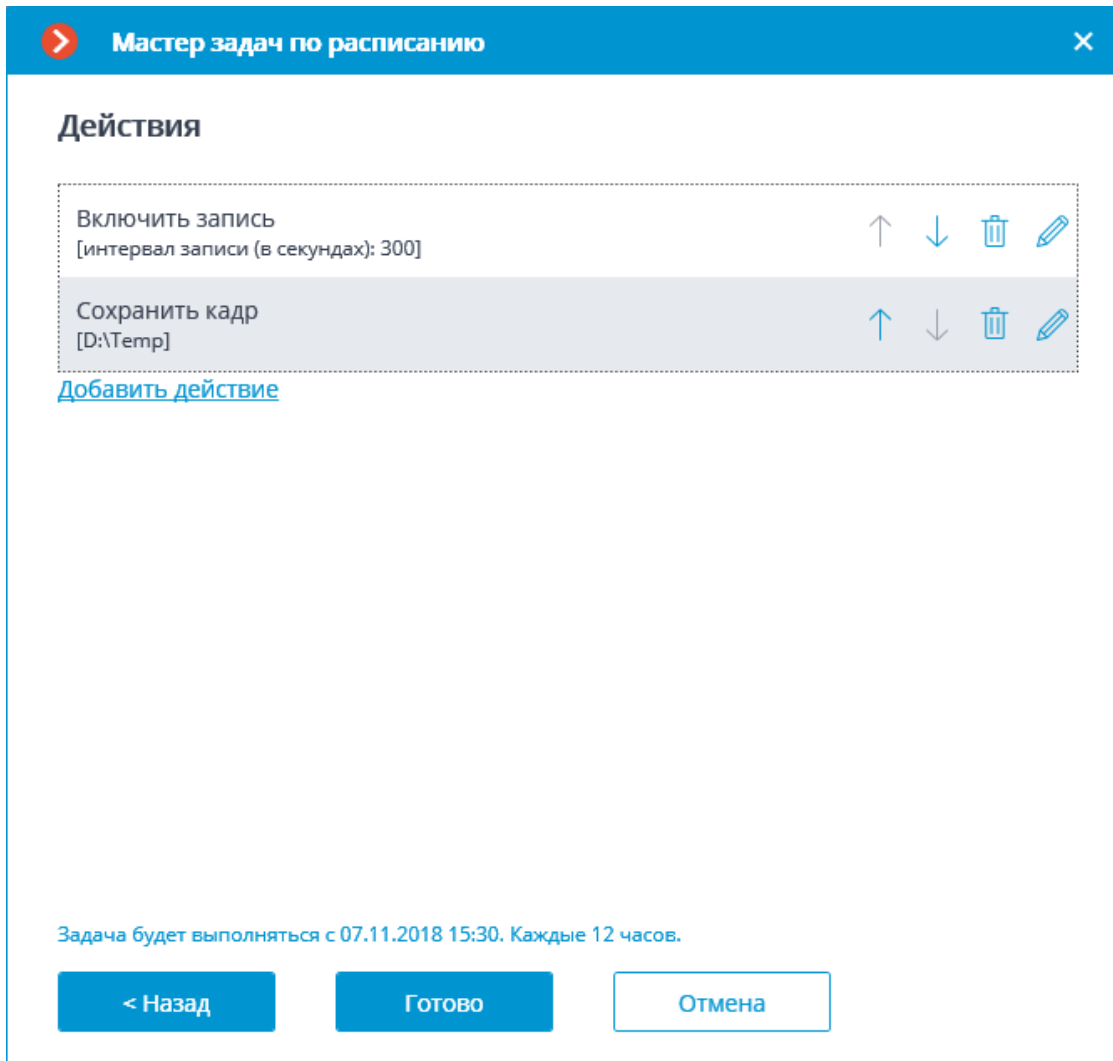 Мастер задач по расписанию
Действия
Включить запись
[интервал записи (в секундах): 300]
Сохранить кадр
[D:\Temp]
Добавить действие
Задача будет выполняться с 07.11.2018 15:30. Каждые 12 часов.
< Назад
Готово
Отмена